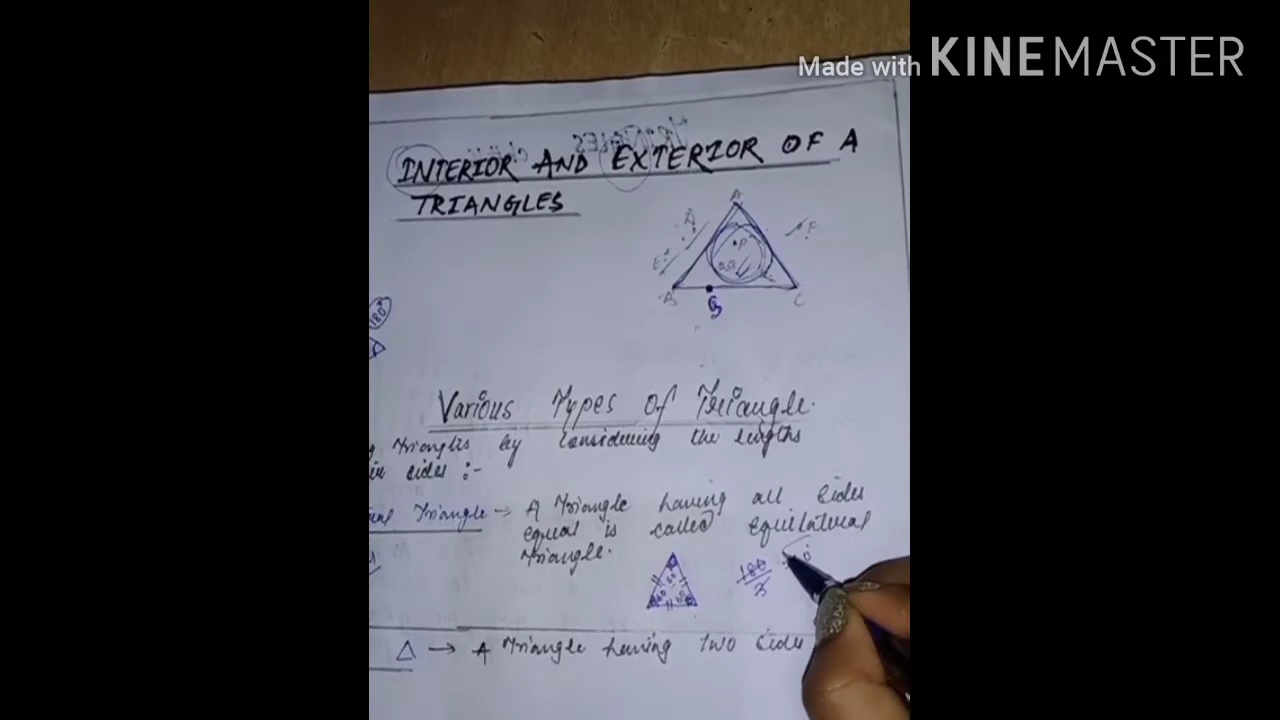 Made with KINEMASTER
INTERIOR AND EXTERIOR OF A
TRIANGLES
A
P
B
C
G
180°
Various Types of Triangle.
Triangles by considering the lengths
sides :-
Triangle → A Triangle having all sides
equal is called Equilateral
Triangle.
180
3
Δ → A Triangle having two sides